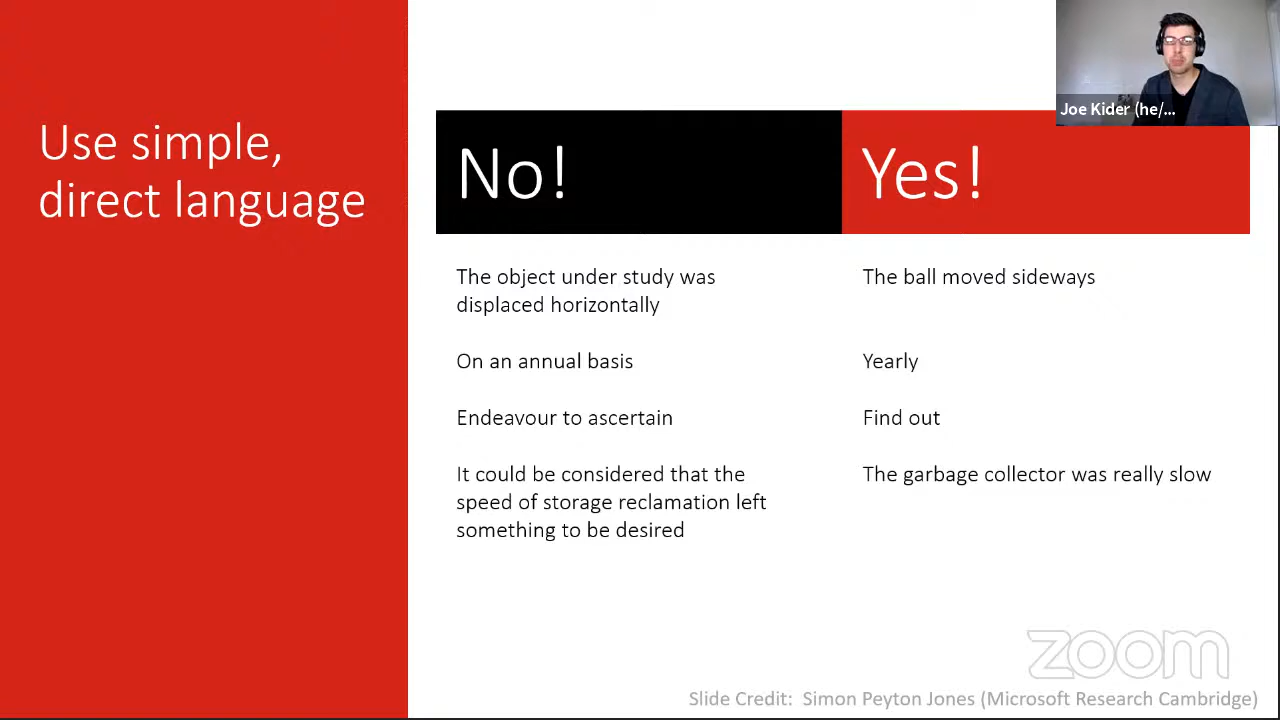 Use simple,
direct language
No!
Yes!
Joe Kider (he/...
The object under study was
displaced horizontally
The ball moved sideways
On an annual basis
Yearly
Endeavour to ascertain
Find out
It could be considered that the
speed of storage reclamation left
something to be desired
The garbage collector was really slow
zoom
Slide Credit: Simon Peyton Jones (Microsoft Research Cambridge)